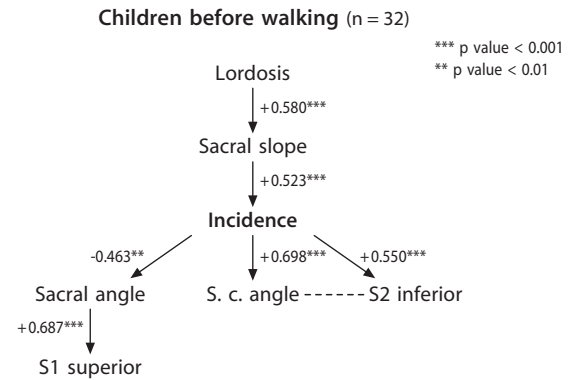 Children before walking (n = 32)
*** p value < 0.001
** p value < 0.01
Lordosis
+0.580***
Sacral slope
+0.523***
Incidence
-0.463** +0.698*** +0.550***
Sacral angle S. c. angle ------ S2 inferior
+0.687***
S1 superior